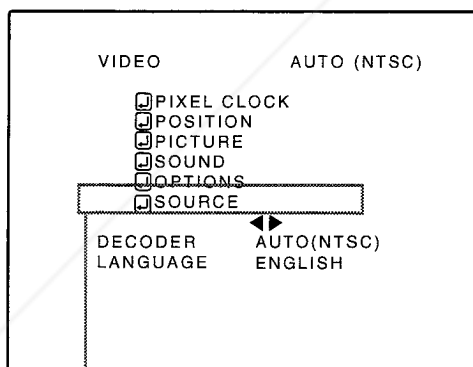 VIDEO AUTO (NTSC)
PIXEL CLOCK
POSITION
PICTURE
SOUND
OPTIONS
SOURCE
DECODER AUTO(NTSC)
LANGUAGE ENGLISH